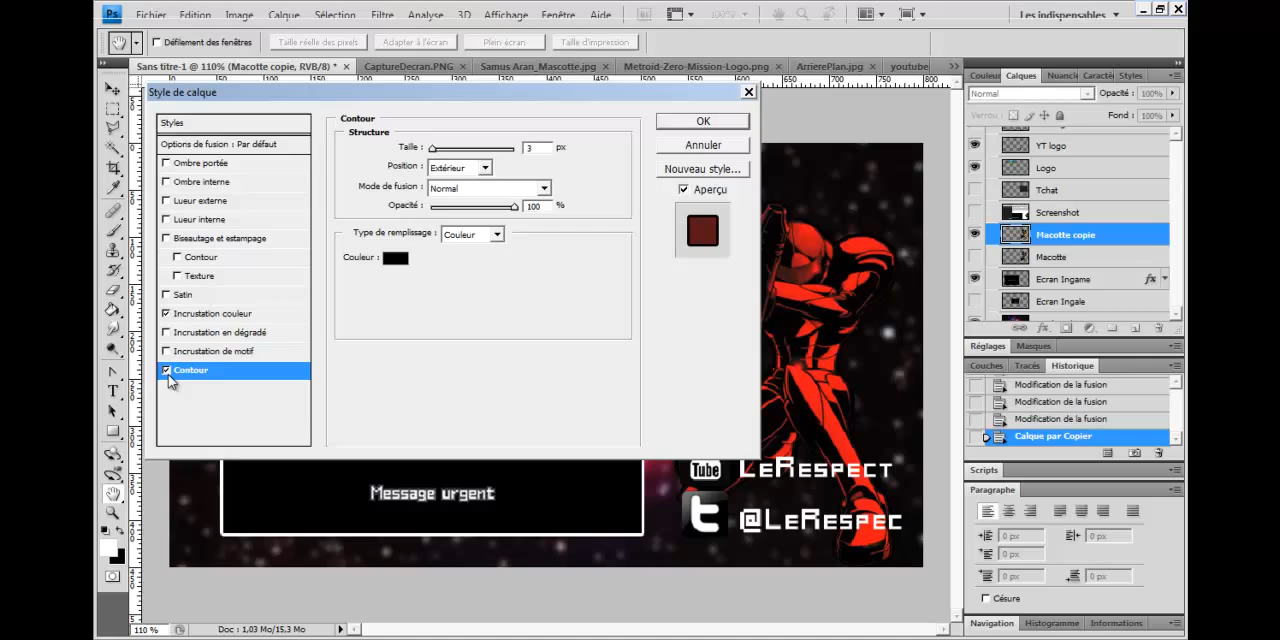 Ps Fichier Edition Image Calque Sélection Filtre Analyse 3D Affichage Fenêtre Aide Br 100% Les indispensables
Défilement des fenêtres Taille réelle des pixels Adapter à l'écran Plein écran Taille d'impression
Sans titre-1 @ 110% (Macotte copie, RVB/8) * CaptureDecran.PNG Samus Aran_Mascotte.jpg Metroid-Zero-Mission-Logo.png ArrierePlan.jpg youtube
Style de calque
Styles
Options de fusion : Par défaut
Ombre portée
Ombre interne
Lueur externe
Lueur interne
Biseautage et estampage
Contour
Texture
Satin
Incrustation couleur
Incrustation en dégradé
Incrustation de motif
Contour
Contour
Structure
Taille : 3 px
Position : Extérieur
Mode de fusion : Normal
Opacité : 100 %
Type de remplissage : Couleur
Couleur :
OK
Annuler
Nouveau style...
Aperçu
Message urgent
Tube LeRespect
t @LeRespec
Couleur Calques Nuancie Caractè Styles
Normal Opacité : 100%
Verrou : Fond : 100%
YT logo
Logo
Tchat
Screenshot
Macotte copie
Macotte
Ecran Ingame fx
Ecran Ingale
Réglages Masques
Couches Tracés Historique
Modification de la fusion
Modification de la fusion
Modification de la fusion
Calque par Copier
Scripts
Paragraphe
0 px 0 px
0 px
0 px 0 px
Césure
Navigation Histogramme Informations
110 % Doc : 1,03 Mo/15,3 Mo